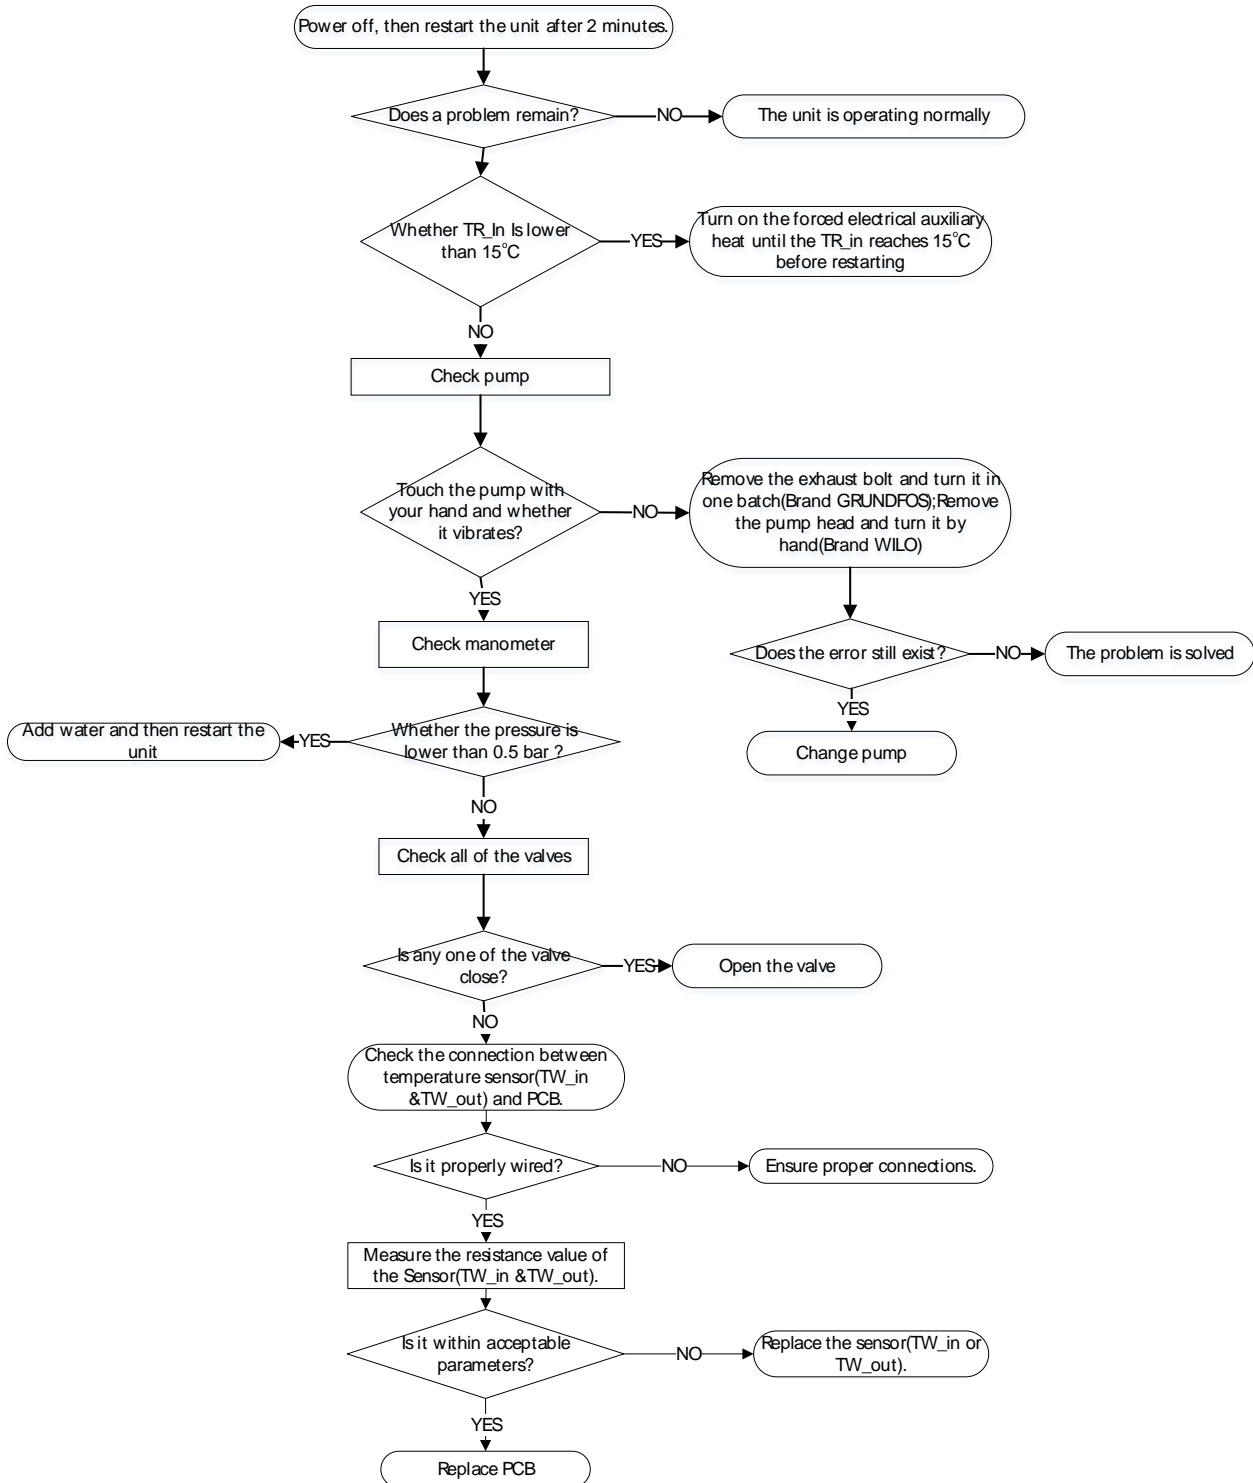 Power off, then restart the unit after 2 minutes.
Does a problem remain?
NO
The unit is operating normally
Whether TR_In Is lower
than 15°C
YES
Turn on the forced electrical auxiliary
heat until the TR_in reaches 15°C
before restarting
NO
Check pump
Touch the pump with
your hand and whether
it vibrates?
NO
Remove the exhaust bolt and turn it in
one batch(Brand GRUNDFOS);Remove
the pump head and turn it by
hand(Brand WILO)
YES
Check manometer
Does the error still exist?
NO
The problem is solved
YES
Change pump
Whether the pressure is
lower than 0.5 bar ?
YES
Add water and then restart the
unit
NO
Check all of the valves
Is any one of the valve
close?
YES
Open the valve
NO
Check the connection between
temperature sensor(TW_in
&TW_out) and PCB.
Is it properly wired?
NO
Ensure proper connections.
YES
Measure the resistance value of
the Sensor(TW_in &TW_out).
Is it within acceptable
parameters?
NO
Replace the sensor(TW_in or
TW_out).
YES
Replace PCB